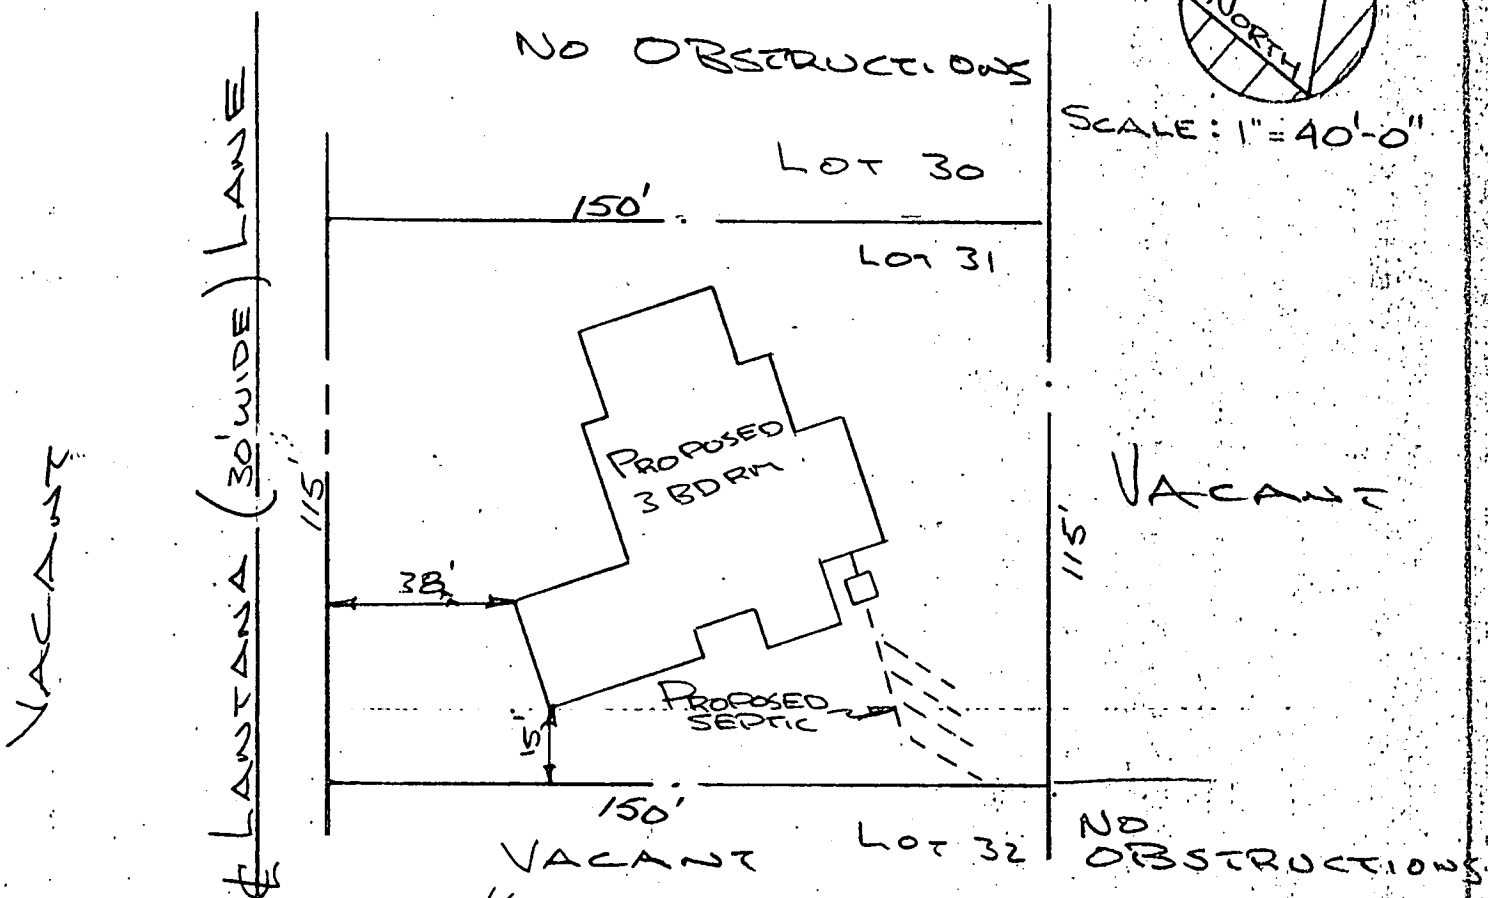 NORTH
NO OBSTRUCTIONS
SCALE: 1" = 40'-0"
LOT 30
150'
LOT 31
PROPOSED
3 BDRM
VACANT
LANTANA (30' WIDE) LANE
115'
VACANT
115'
38'
PROPOSED
SEPTIC
15'
150'
VACANT
LOT 32
NO
OBSTRUCTIONS